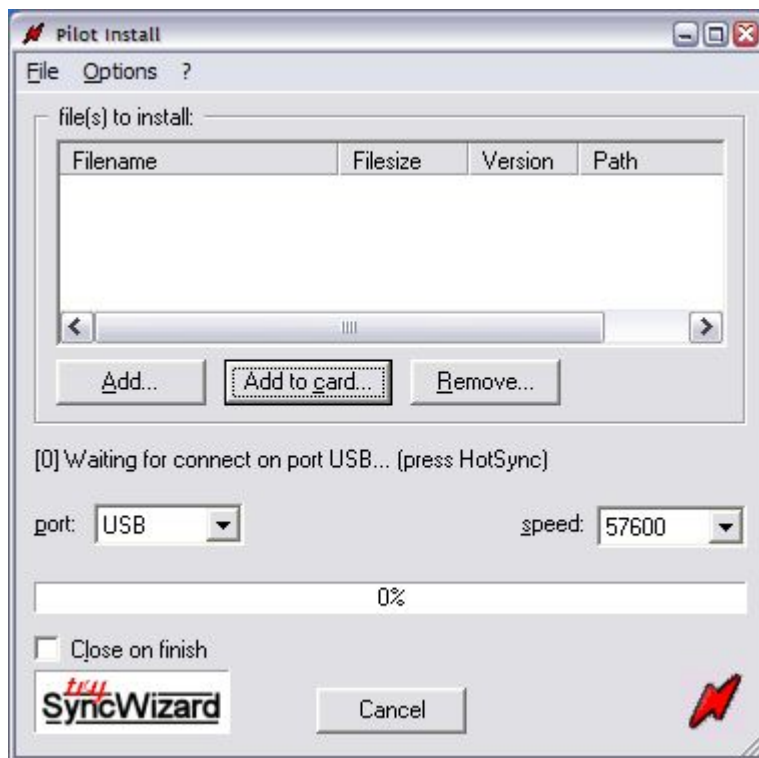 Pilot Install
File Options ?
file(s) to install:
Filename Filesize Version Path
Add... Add to card... Remove...
[0] Waiting for connect on port USB... (press HotSync)
port: USB speed: 57600
0%
Close on finish
try
SyncWizard
Cancel